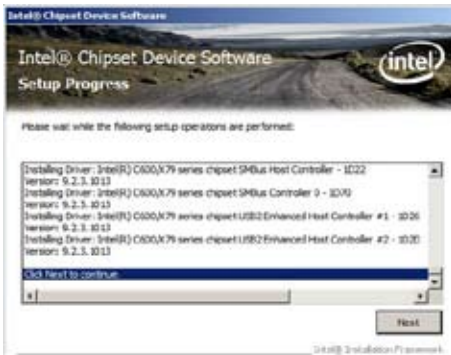 Intel® Chipset Device Software
Intel® Chipset Device Software
intel
Setup Progress
Please wait while the following setup operations are performed:
Installing Driver: Intel(R) C600/X79 series chipset SMBus Host Controller - 1D22
Version: 9.2.3.1013
Installing Driver: Intel(R) C600/X79 series chipset SMBus Controller 0 - 1D70
Version: 9.2.3.1013
Installing Driver: Intel(R) C600/X79 series chipset USB2 Enhanced Host Controller #1 - 1D26
Version: 9.2.3.1013
Installing Driver: Intel(R) C600/X79 series chipset USB2 Enhanced Host Controller #2 - 1D2D
Version: 9.2.3.1013
Click Next to continue.
Next
Intel® Installation Framework